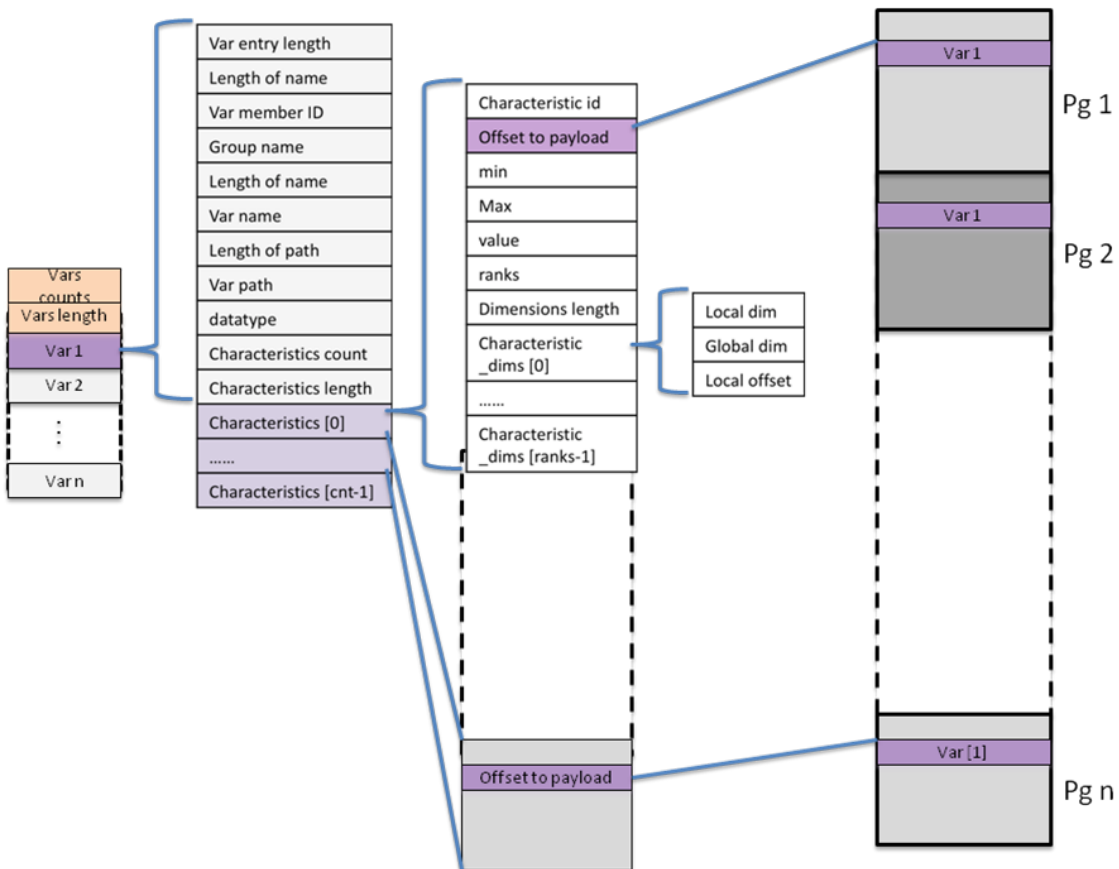 Vars
counts
Vars length
Var 1
Var 2
⋮
Var n
Var entry length
Length of name
Var member ID
Group name
Length of name
Var name
Length of path
Var path
datatype
Characteristics count
Characteristics length
Characteristics [0]
......
Characteristics [cnt-1]
Characteristic id
Offset to payload
min
Max
value
ranks
Dimensions length
Characteristic
_dims [0]
......
Characteristic
_dims [ranks-1]
Offset to payload
Local dim
Global dim
Local offset
Var 1
Pg 1
Var 1
Pg 2
Var [1]
Pg n